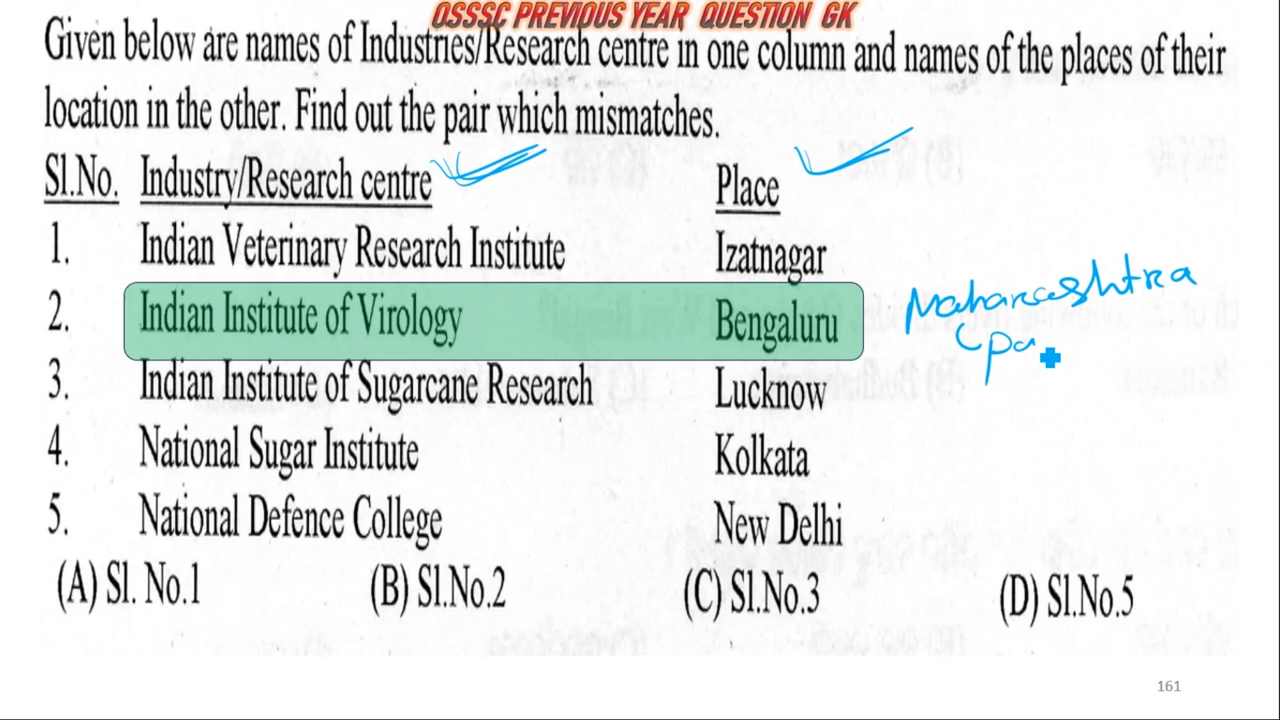 OSSSC PREVIOUS YEAR QUESTION GK
Given below are names of Industries/Research centre in one column and names of the places of their
location in the other. Find out the pair which mismatches.
Sl.No. Industry/Research centre Place
1. Indian Veterinary Research Institute Izatnagar
2. Indian Institute of Virology Bengaluru
Maharashtra
(pa
3. Indian Institute of Sugarcane Research Lucknow
4. National Sugar Institute Kolkata
5. National Defence College New Delhi
(A) Sl. No.1 (B) Sl.No.2 (C) Sl.No.3 (D) Sl.No.5
161